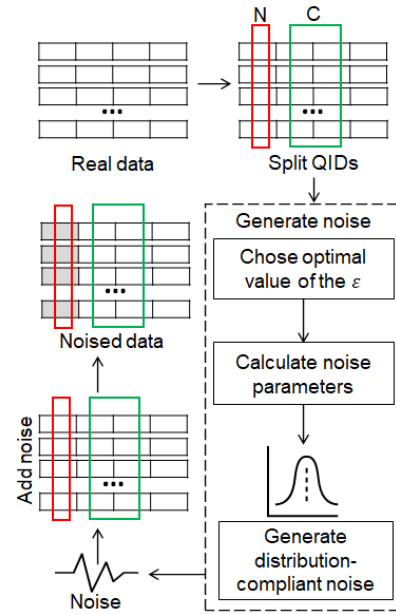 N C
Real data
Split QIDs
Generate noise
Chose optimal
value of the ε
Calculate noise
parameters
Generate
distribution-
compliant noise
Noise
Add noise
Noised data